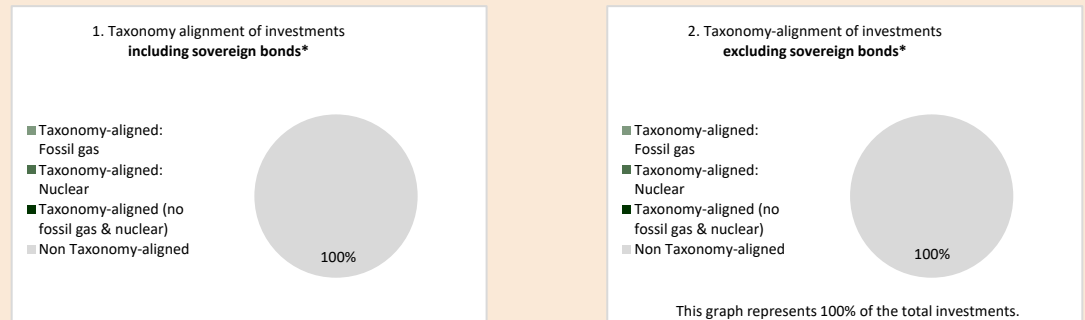 1. Taxonomy alignment of investments
including sovereign bonds*
Taxonomy-aligned:
Fossil gas
Taxonomy-aligned:
Nuclear
Taxonomy-aligned (no
fossil gas & nuclear)
Non Taxonomy-aligned
100%
2. Taxonomy-alignment of investments
excluding sovereign bonds*
Taxonomy-aligned:
Fossil gas
Taxonomy-aligned:
Nuclear
Taxonomy-aligned (no
fossil gas & nuclear)
Non Taxonomy-aligned
100%
This graph represents 100% of the total investments.